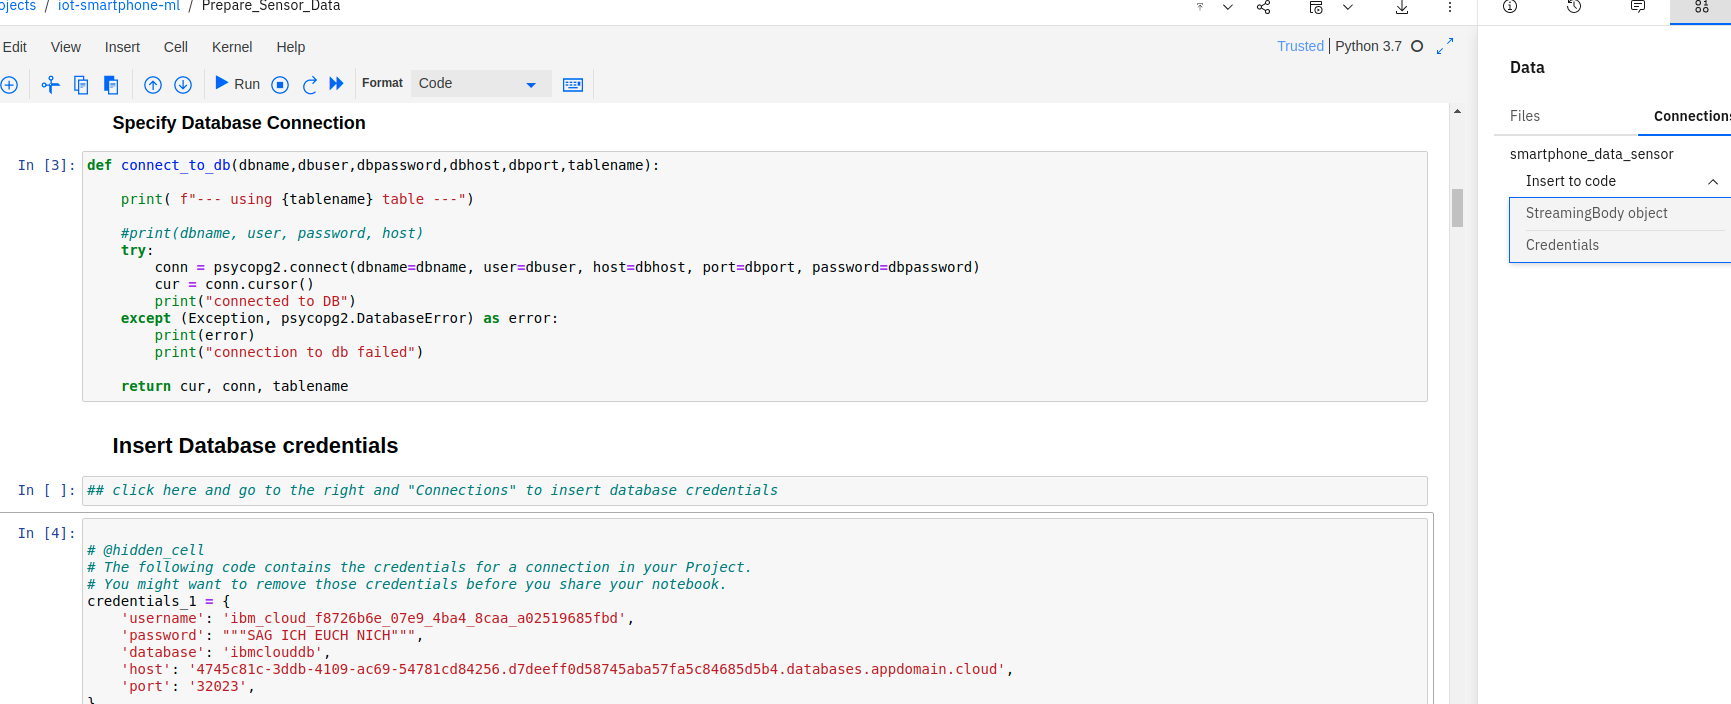 ojects / iot-smartphone-ml / Prepare_Sensor_Data
Edit View Insert Cell Kernel Help
Trusted | Python 3.7
Run
Format
Code
Specify Database Connection
In [3]:
def connect_to_db(dbname,dbuser,dbpassword,dbhost,dbport,tablename):
print( f"--- using {tablename} table ---")
#print(dbname, user, password, host)
try:
conn = psycopg2.connect(dbname=dbname, user=dbuser, host=dbhost, port=dbport, password=dbpassword)
cur = conn.cursor()
print("connected to DB")
except (Exception, psycopg2.DatabaseError) as error:
print(error)
print("connection to db failed")
return cur, conn, tablename
Insert Database credentials
In [ ]:
## click here and go to the right and "Connections" to insert database credentials
In [4]:
# @hidden_cell
# The following code contains the credentials for a connection in your Project.
# You might want to remove those credentials before you share your notebook.
credentials_1 = {
'username': 'ibm_cloud_f8726b6e_07e9_4ba4_8caa_a02519685fbd',
'password': """SAG ICH EUCH NICH""",
'database': 'ibmclouddb',
'host': '4745c81c-3ddb-4109-ac69-54781cd84256.d7deeff0d58745aba57fa5c84685d5b4.databases.appdomain.cloud',
'port': '32023',
}
Data
Files
Connections
smartphone_data_sensor
Insert to code
StreamingBody object
Credentials